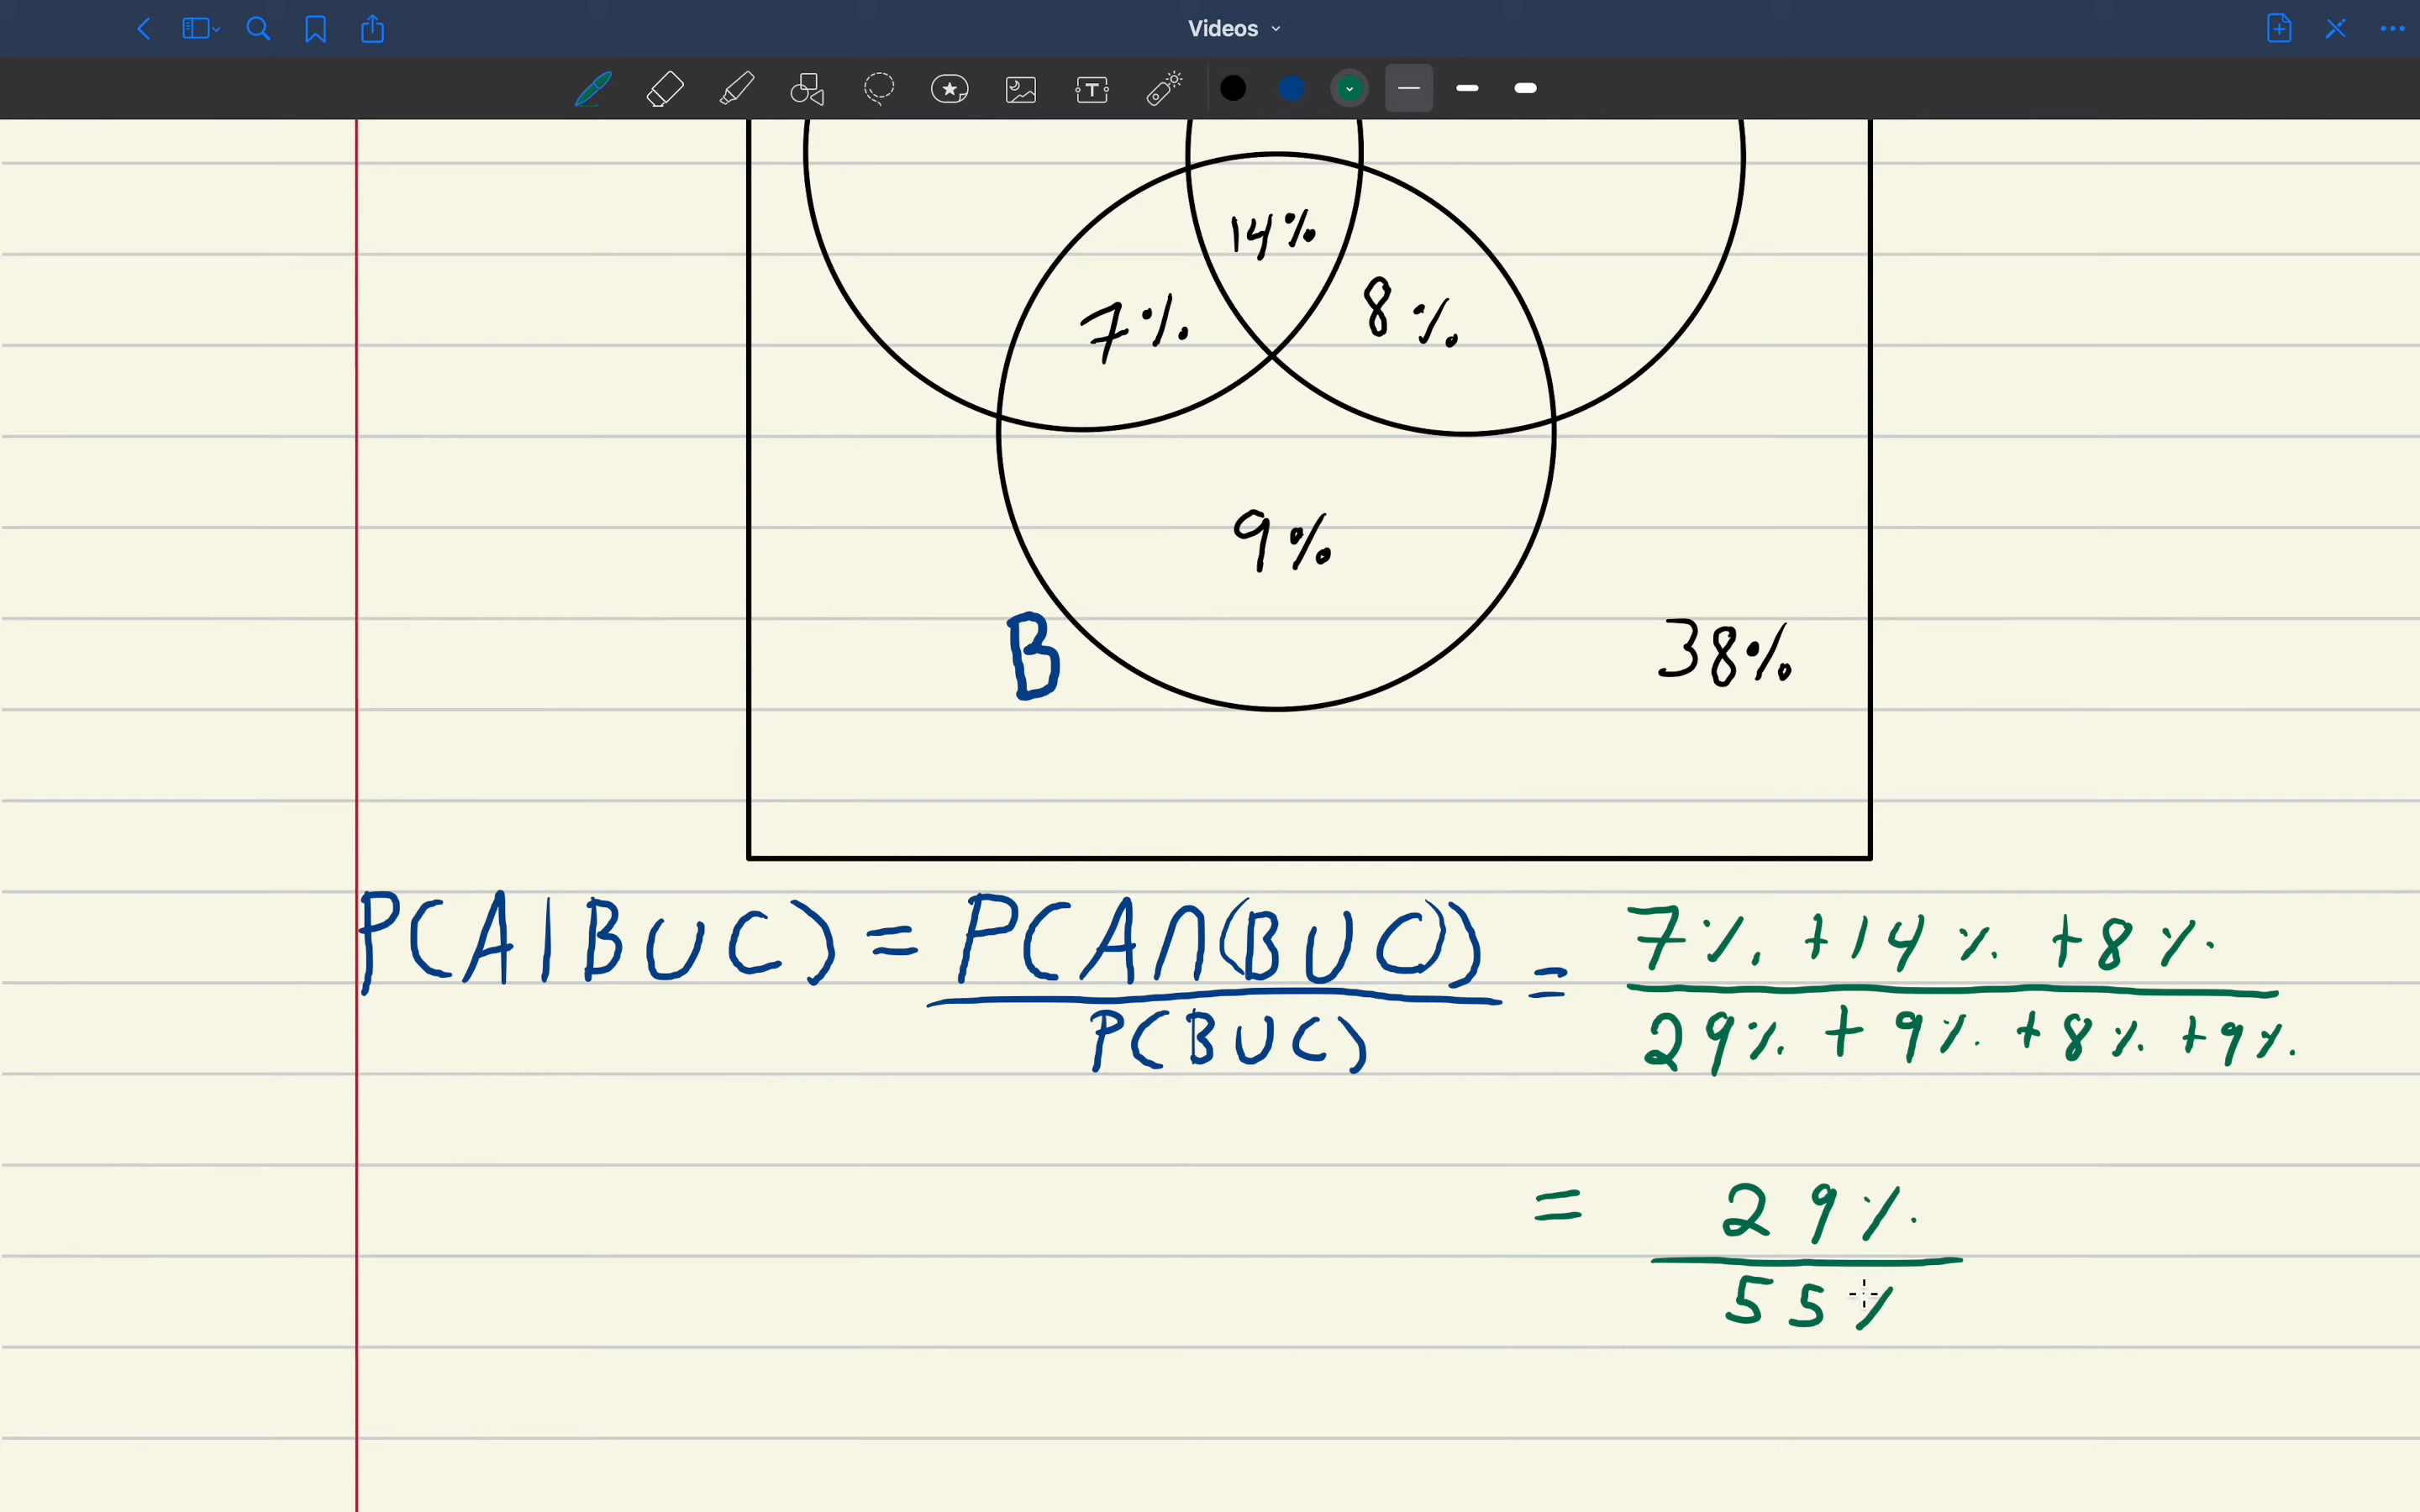 Videos
14%
7%
8%
9%
B
38%
P(A|B∪C) = P(A∩(B∪C)) = 7% + 14% + 8%
P(B∪C) 29% + 9% + 8% + 9%
= 29%
55%